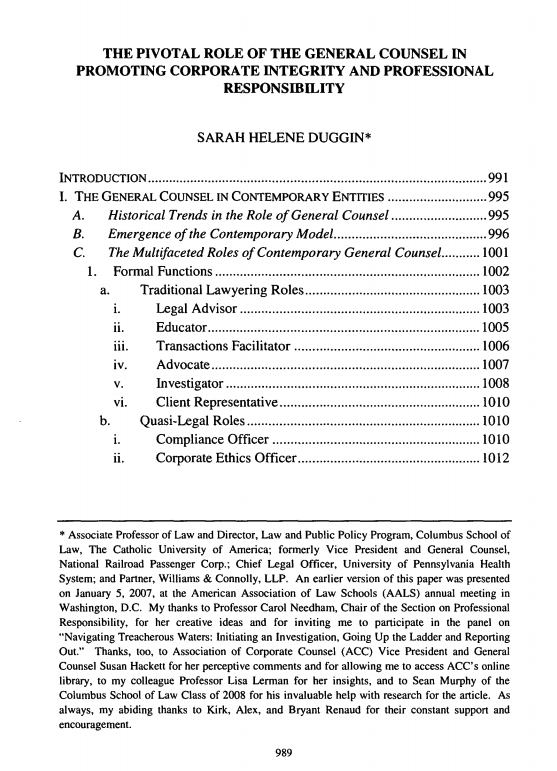 THE PIVOTAL ROLE OF THE GENERAL COUNSEL IN
PROMOTING CORPORATE INTEGRITY AND PROFESSIONAL
RESPONSIBILITY
SARAH HELENE DUGGIN*
INTRODUCTION................................................................................................991
I. THE GENERAL COUNSEL IN CONTEMPORARY ENTITIES ............................995
A. Historical Trends in the Role of General Counsel ...........................995
B. Emergence of the Contemporary Model............................................996
C. The Multifaceted Roles of Contemporary General Counsel...........1001
1. Formal Functions ...........................................................................1002
a. Traditional Lawyering Roles..................................................1003
i. Legal Advisor ....................................................................1003
ii. Educator.............................................................................1005
iii. Transactions Facilitator .....................................................1006
iv. Advocate............................................................................1007
v. Investigator ........................................................................1008
vi. Client Representative.........................................................1010
b. Quasi-Legal Roles..................................................................1010
i. Compliance Officer ...........................................................1010
ii. Corporate Ethics Officer....................................................1012
* Associate Professor of Law and Director, Law and Public Policy Program, Columbus School of
Law, The Catholic University of America; formerly Vice President and General Counsel,
National Railroad Passenger Corp.; Chief Legal Officer, University of Pennsylvania Health
System; and Partner, Williams & Connolly, LLP. An earlier version of this paper was presented
on January 5, 2007, at the American Association of Law Schools (AALS) annual meeting in
Washington, D.C. My thanks to Professor Carol Needham, Chair of the Section on Professional
Responsibility, for her creative ideas and for inviting me to participate in the panel on
"Navigating Treacherous Waters: Initiating an Investigation, Going Up the Ladder and Reporting
Out." Thanks, too, to Association of Corporate Counsel (ACC) Vice President and General
Counsel Susan Hackett for her perceptive comments and for allowing me to access ACC's online
library, to my colleague Professor Lisa Lerman for her insights, and to Sean Murphy of the
Columbus School of Law Class of 2008 for his invaluable help with research for the article. As
always, my abiding thanks to Kirk, Alex, and Bryant Renaud for their constant support and
encouragement.
989